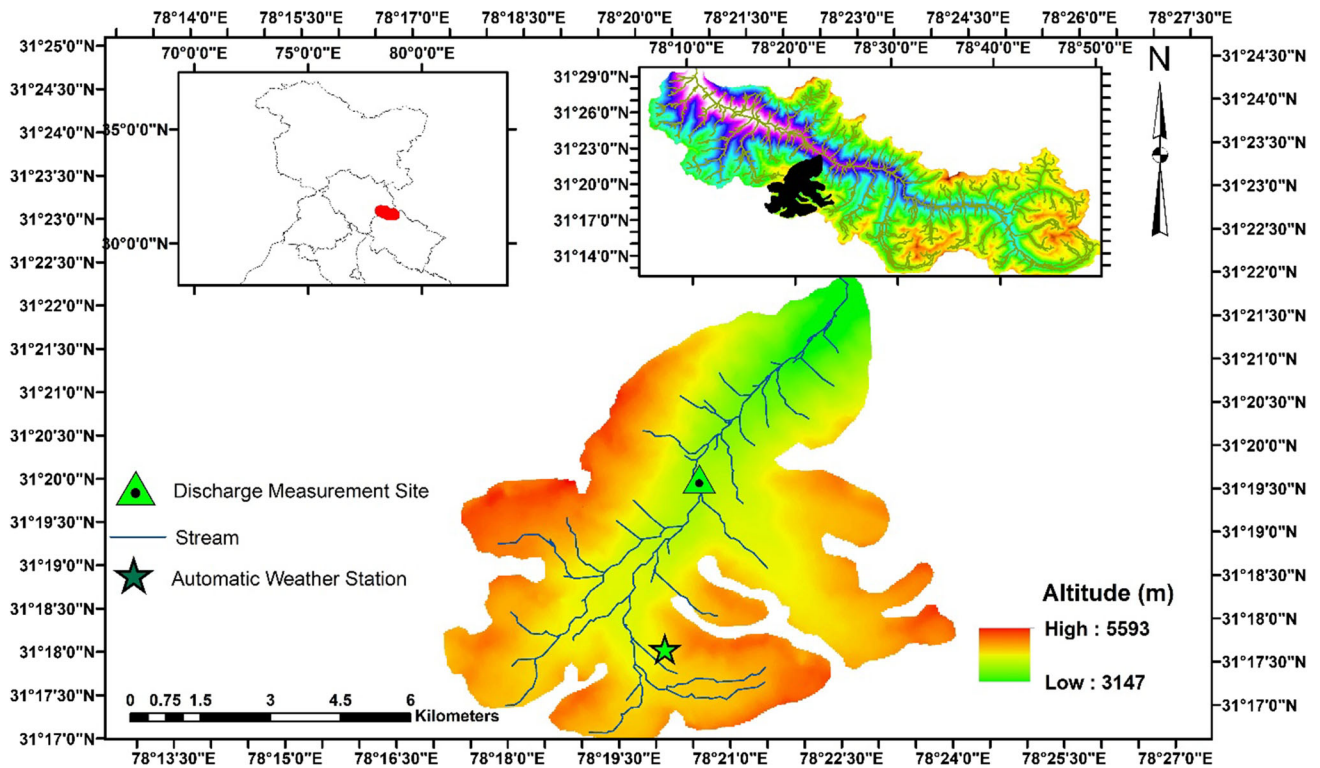 78°14'0"E 78°15'30"E 78°17'0"E 78°18'30"E 78°20'0"E 78°21'30"E 78°23'0"E 78°24'30"E 78°26'0"E 78°27'30"E
70°0'0"E 75°0'0"E 80°0'0"E
78°10'0"E 78°20'0"E 78°30'0"E 78°40'0"E 78°50'0"E
N
31°25'0"N
31°24'30"N
31°24'0"N
31°23'30"N
31°23'0"N
31°22'30"N
31°22'0"N
31°21'30"N
31°21'0"N
31°20'30"N
31°20'0"N
31°19'30"N
31°19'0"N
31°18'30"N
31°18'0"N
31°17'30"N
31°17'0"N
35°0'0"N
30°0'0"N
31°29'0"N
31°26'0"N
31°23'0"N
31°20'0"N
31°17'0"N
31°14'0"N
31°24'30"N
31°24'0"N
31°23'30"N
31°23'0"N
31°22'30"N
31°22'0"N
31°21'30"N
31°21'0"N
31°20'30"N
31°20'0"N
31°19'30"N
31°19'0"N
31°18'30"N
31°18'0"N
31°17'30"N
31°17'0"N
Discharge Measurement Site
Stream
Automatic Weather Station
Altitude (m)
High : 5593
Low : 3147
0 0.75 1.5 3 4.5 6
Kilometers
78°13'30"E 78°15'0"E 78°16'30"E 78°18'0"E 78°19'30"E 78°21'0"E 78°22'30"E 78°24'0"E 78°25'30"E 78°27'0"E